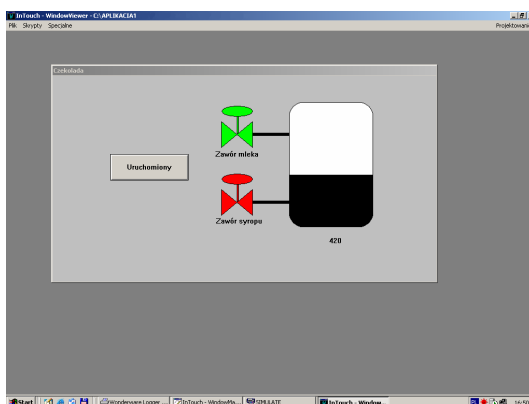 InTouch - WindowViewer - C:\APLIKACJA1
Plik Skrypty Specjalne Projektowanie
Czekolada
Zawór mleka
Uruchomiony
Zawór syropu
420
Start Wonderware Logger ... InTouch - WindowMa... SIMULATE InTouch - Window... 16:50